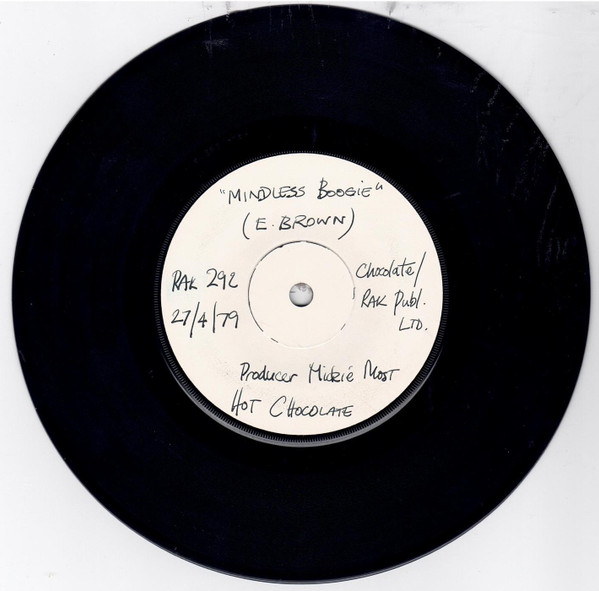 "MINDLESS BOOGIE"
(E. BROWN)
RAK 292
27/4/79
Chocolate/
RAK Publ.
LTD.
Producer Mickie Most
HOT CHOCOLATE